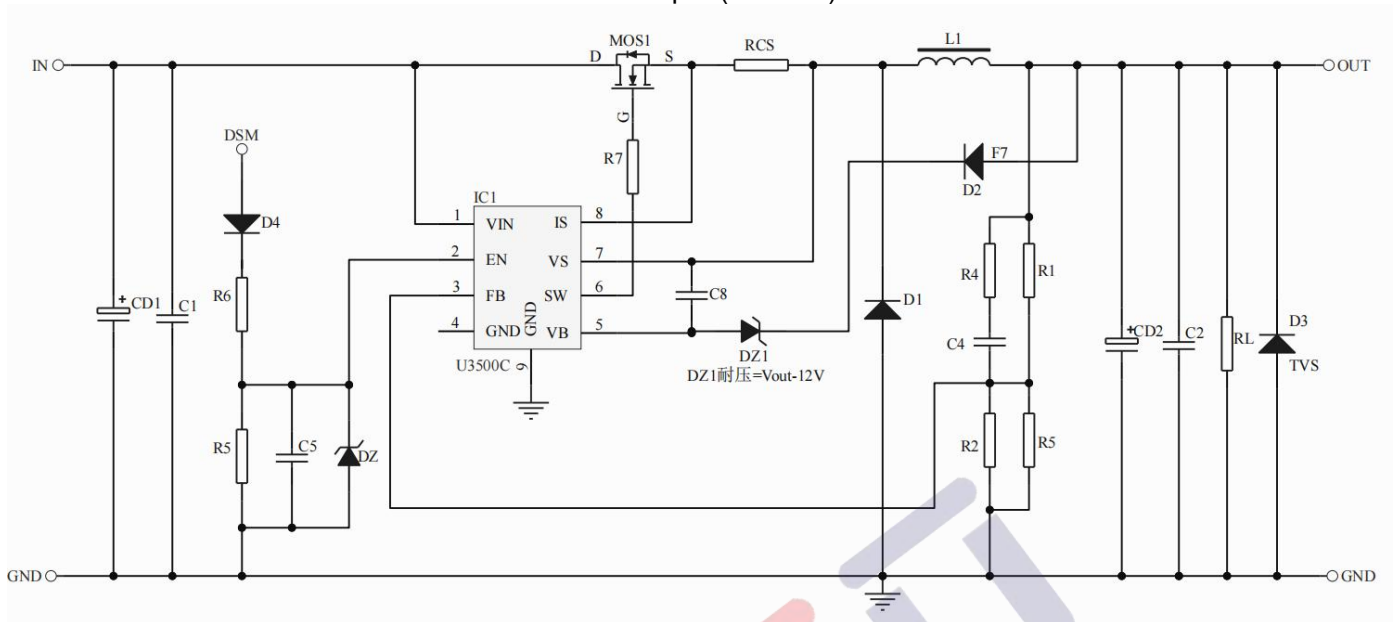 MOS1
RCS
L1
IN
D
S
OUT
G
DSM
R7
F7
D2
IC1
D4
1
VIN
IS
8
2
EN
VS
7
R4
R1
CD1
C1
R6
3
FB
SW
6
C8
D1
4
GND
GND
VB
5
CD2
C2
RL
D3
C4
U3500C
9
DZ1
TVS
DZ1耐压=Vout-12V
R5
C5
DZ
R2
R5
GND
GND